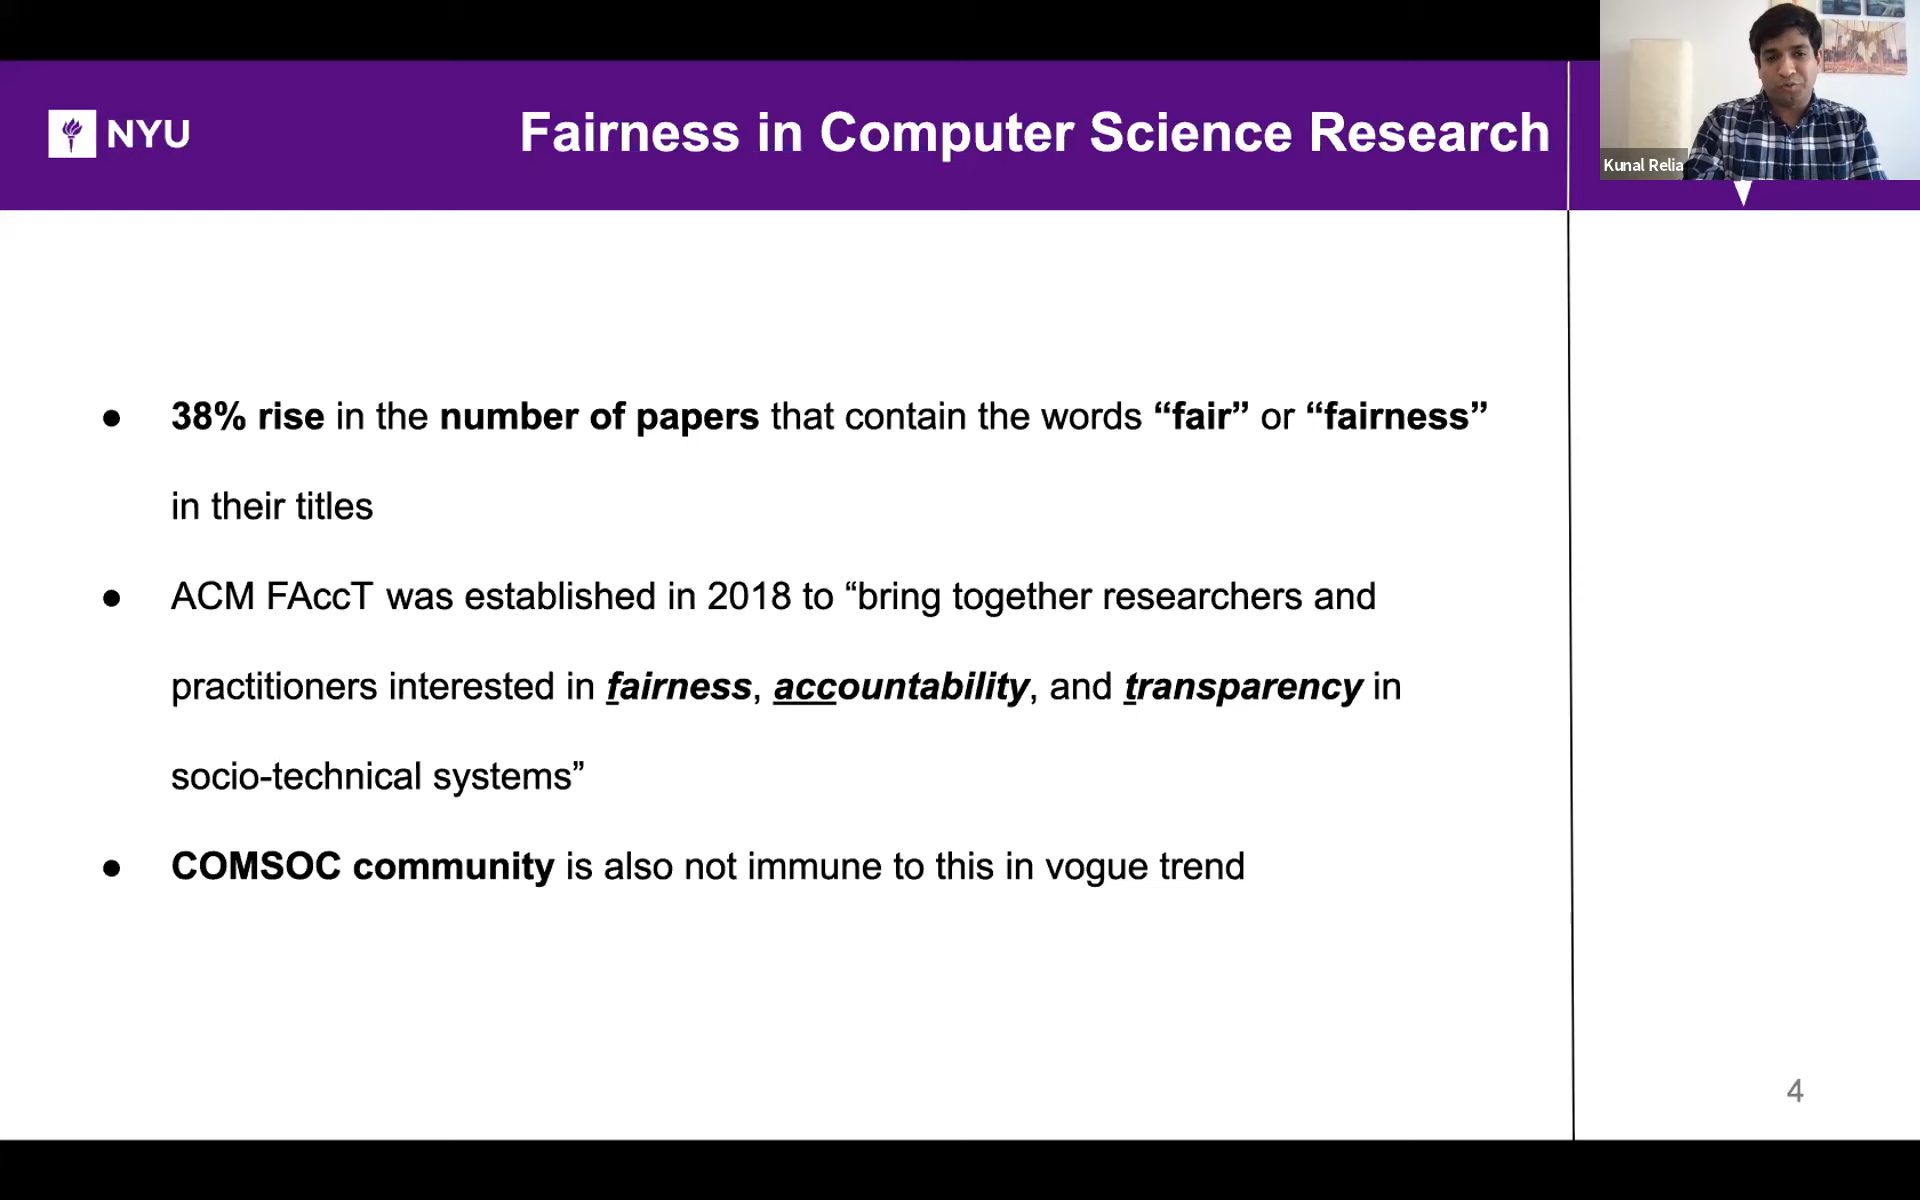 NYU
Fairness in Computer Science Research
Kunal Relia
● 38% rise in the number of papers that contain the words “fair” or “fairness”
in their titles
● ACM FAccT was established in 2018 to “bring together researchers and
practitioners interested in fairness, accountability, and transparency in
socio-technical systems”
● COMSOC community is also not immune to this in vogue trend
4